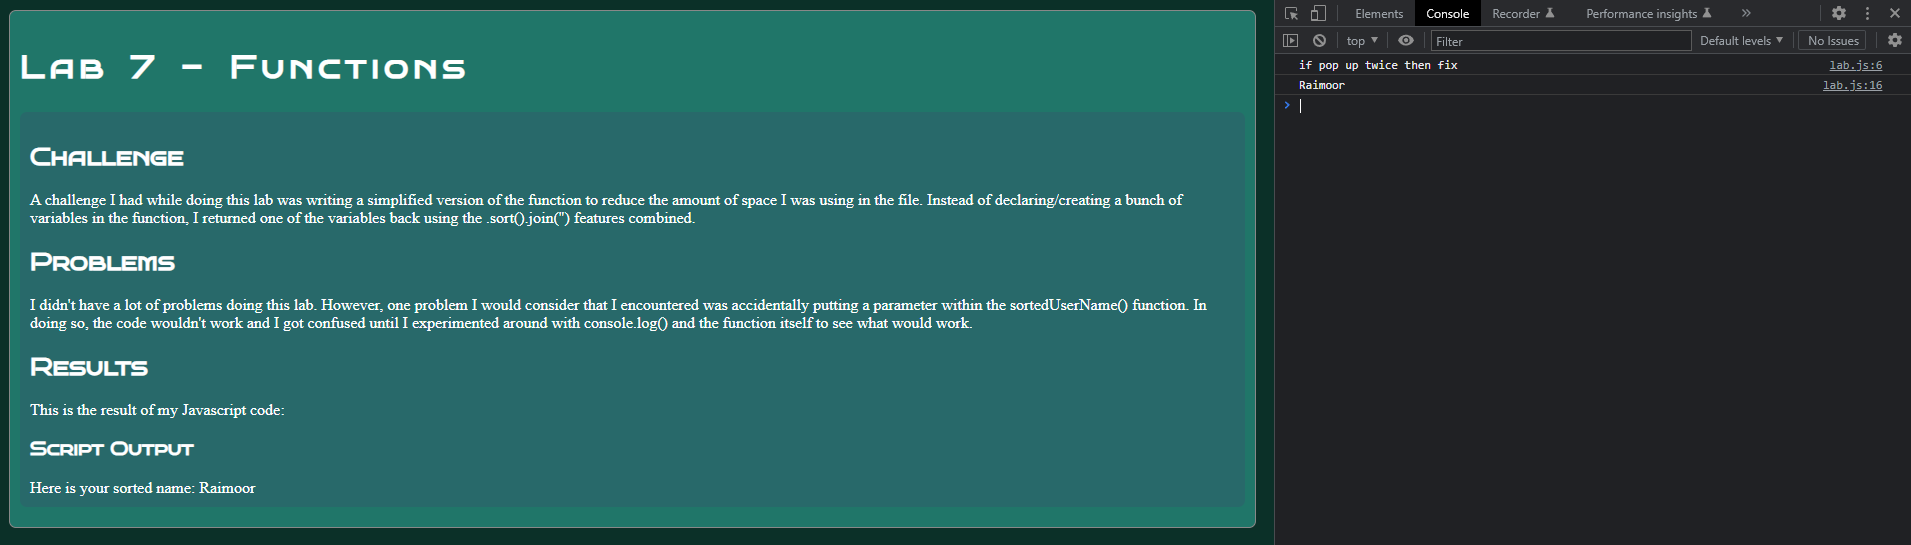 Lab 7 - Functions
Challenge
A challenge I had while doing this lab was writing a simplified version of the function to reduce the amount of space I was using in the file. Instead of declaring/creating a bunch of
variables in the function, I returned one of the variables back using the .sort().join('') features combined.
Problems
I didn't have a lot of problems doing this lab. However, one problem I would consider that I encountered was accidentally putting a parameter within the sortedUserName() function. In
doing so, the code wouldn't work and I got confused until I experimented around with console.log() and the function itself to see what would work.
Results
This is the result of my Javascript code:
Script Output
Here is your sorted name: Raimoor
Elements Console Recorder Performance insights »
top Filter Default levels No Issues
if pop up twice then fix lab.js:6
Raimoor lab.js:16
>